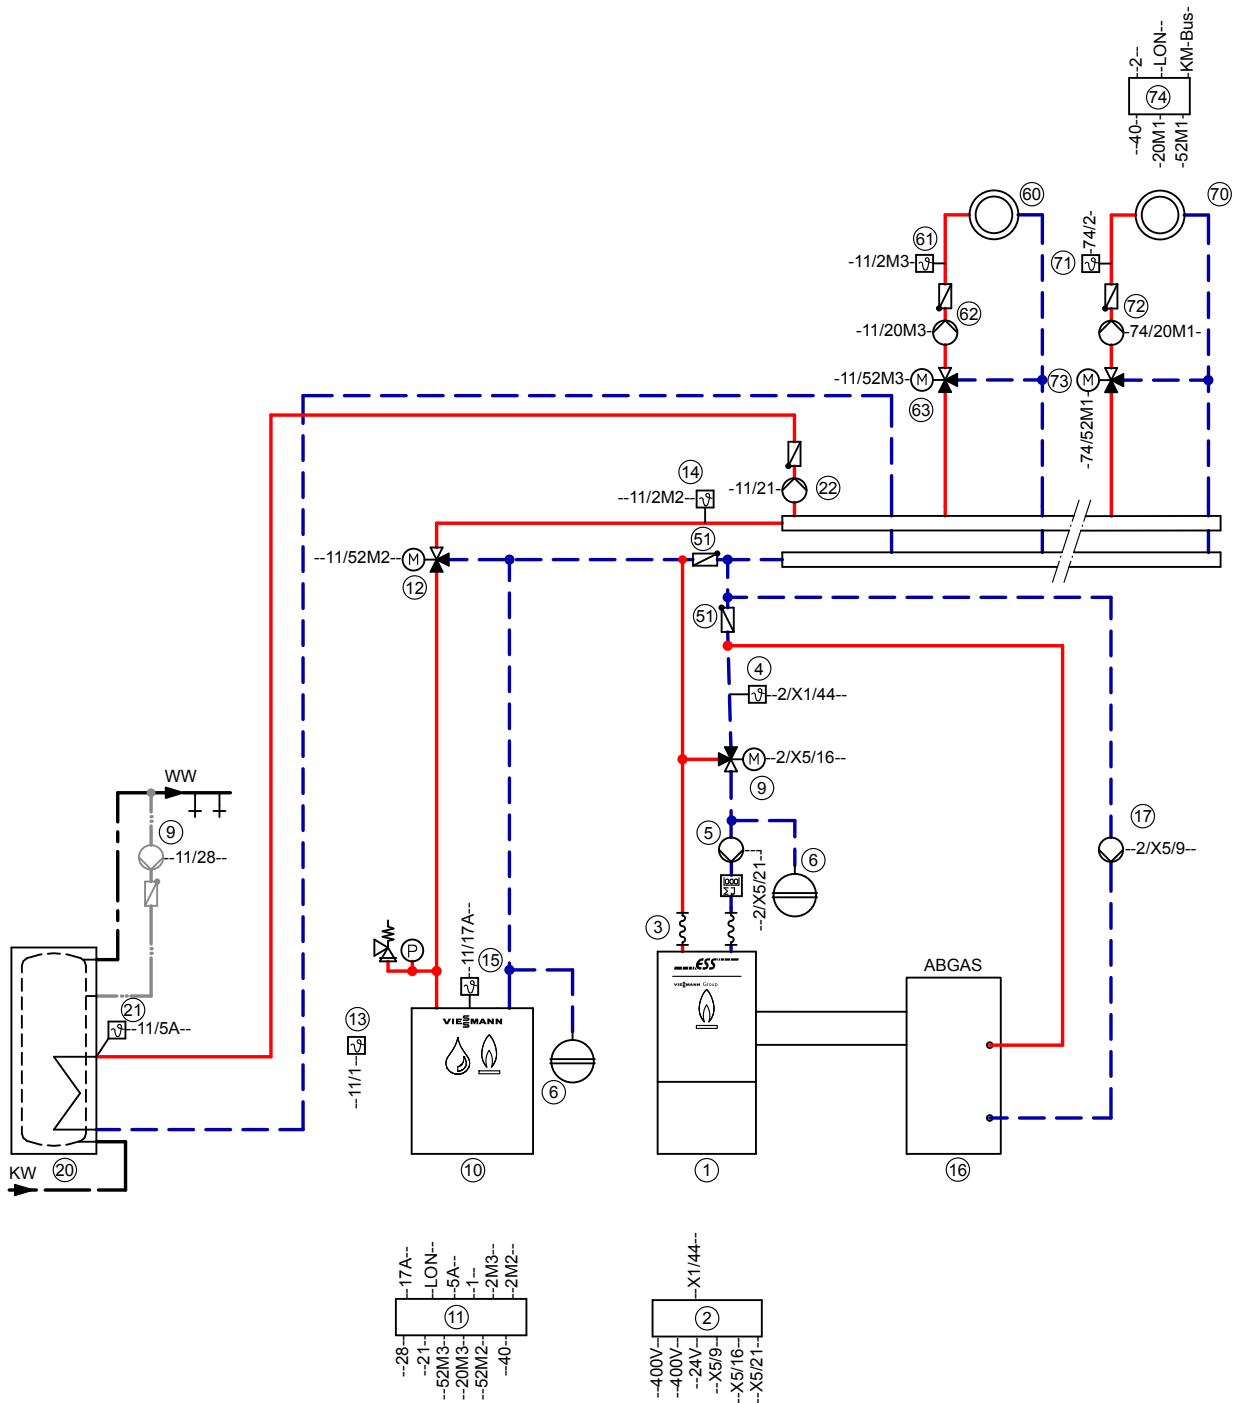 --2--
--LON--
KM-Bus-
74
--40--
-20M1-
-52M1-
60
70
61
-11/2M3-
71
-74/2-
62
-11/20M3-
72
-74/20M1-
-11/52M3-
M
63
73
M
-74/52M1-
14
--11/2M2--
-11/21-
22
--11/52M2--
M
12
51
51
4
--2/X1/44--
M
--2/X5/16--
9
WW
9
--11/28--
5
--2/X5/21--
6
17
--2/X5/9--
3
P
--11/17A--
15
21
--11/5A--
13
--11/1--
VIESMANN
6
ESS
VIESMANN Group
ABGAS
KW
20
10
1
16
--17A--
--LON--
--5A--
--1--
--2M3--
--2M2--
11
--28--
--21--
--52M3--
--20M3--
--52M2--
--40--
--X1/44--
2
--400V--
--400V--
--24V--
--X5/9--
--X5/16--
--X5/21--